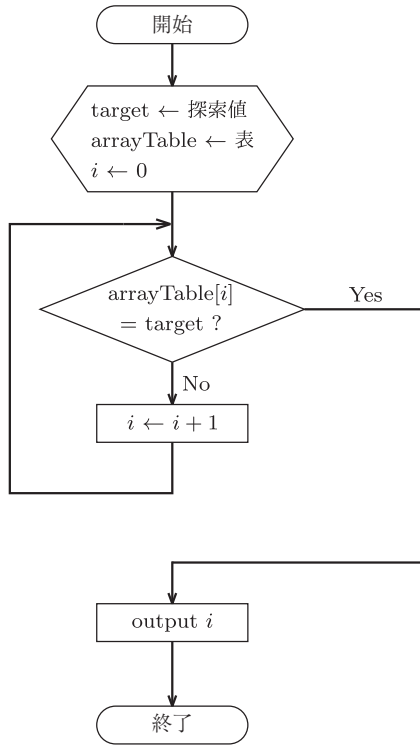 開始
target ← 探索値
arrayTable ← 表
i ← 0
arrayTable[i]
= target ?
Yes
No
i ← i + 1
output i
終了